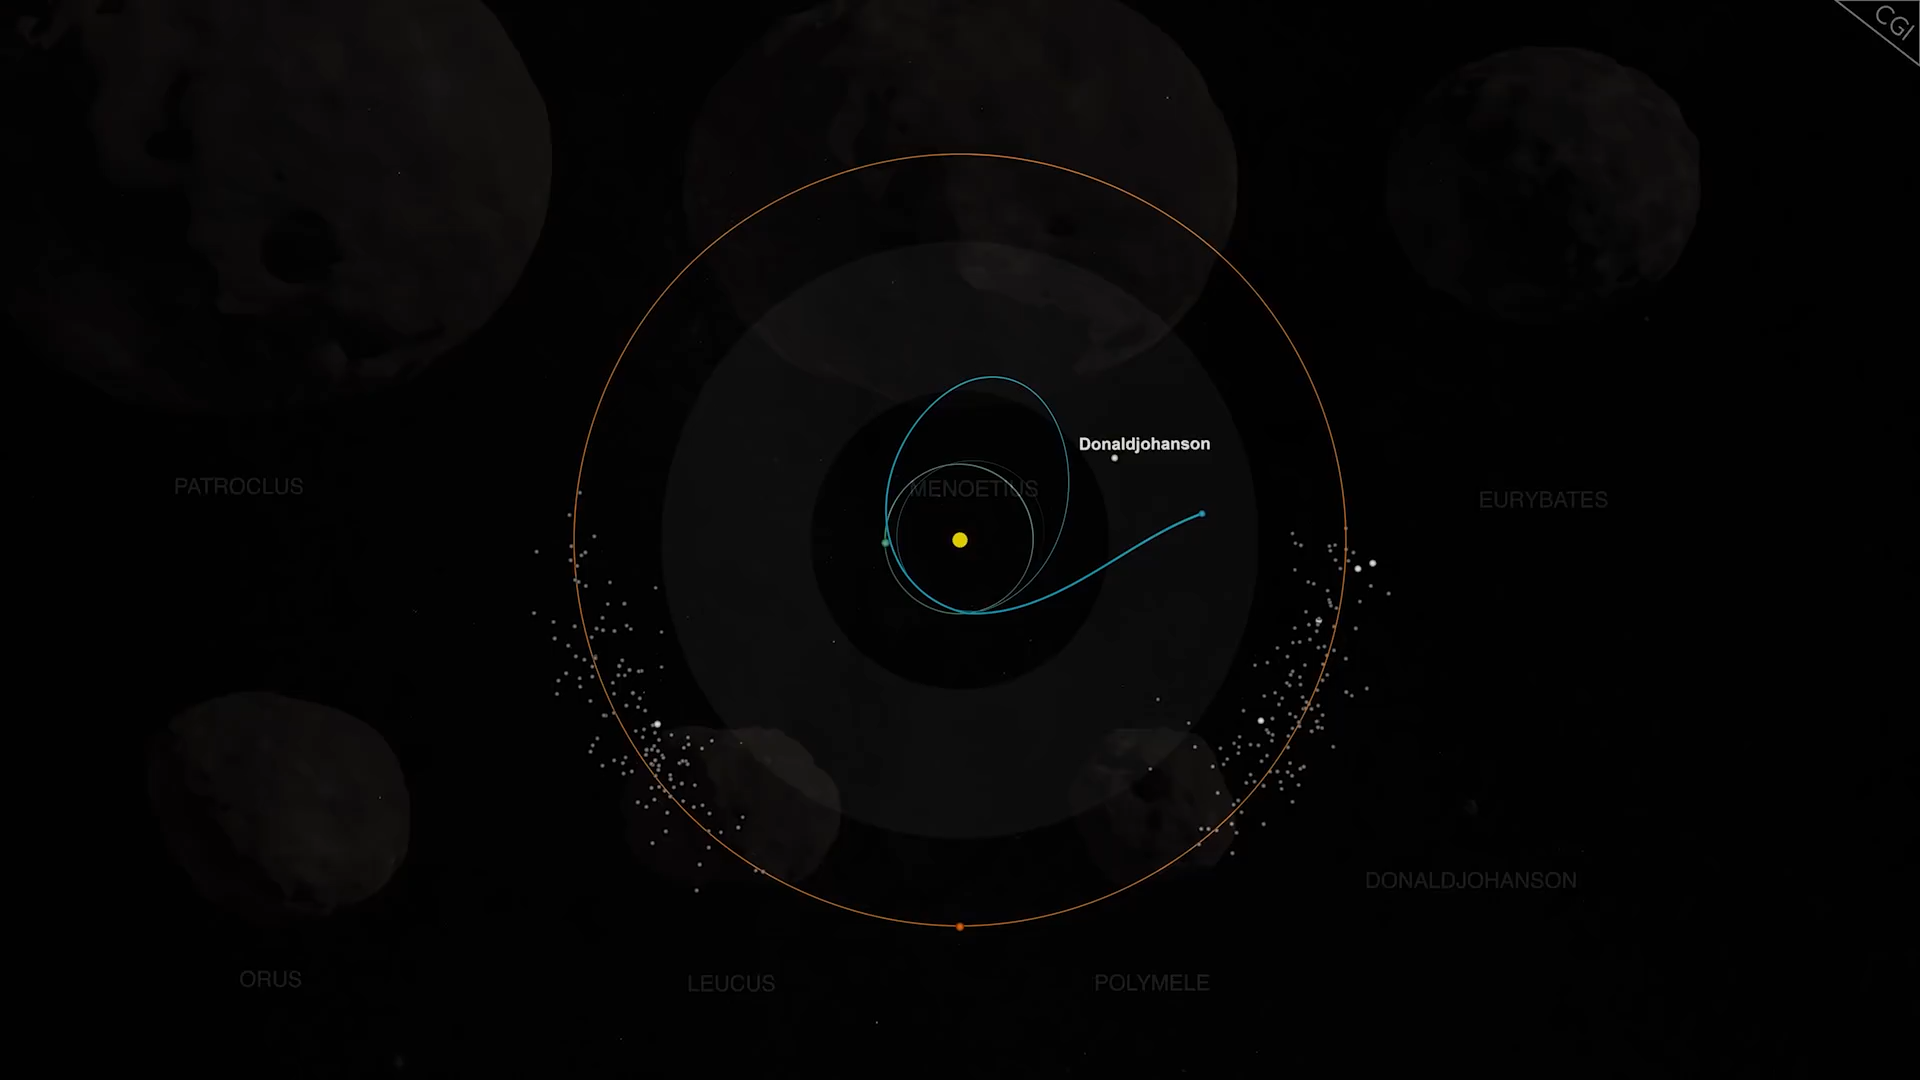 CGI
Donaldjohanson
PATROCLUS
MENOETIUS
EURYBATES
DONALDJOHANSON
ORUS
LEUCUS
POLYMELE